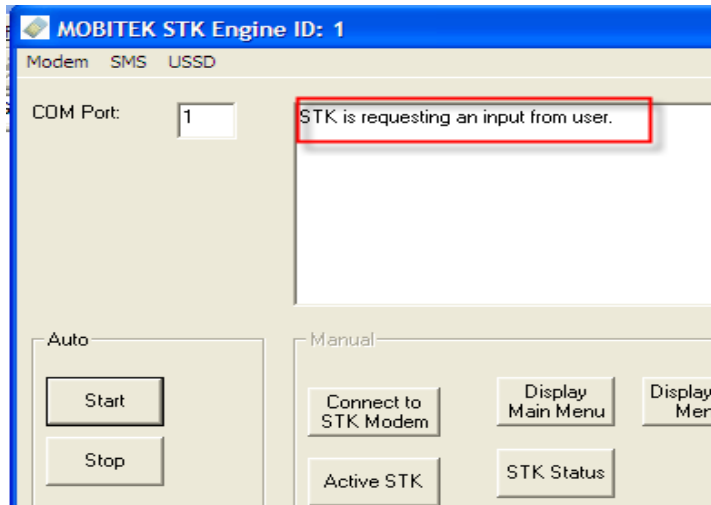 MOBITEK STK Engine ID: 1
Modem SMS USSD
COM Port:
1
STK is requesting an input from user.
Auto
Manual
Start
Connect to
STK Modem
Display
Main Menu
Display
Stop
Active STK
STK Status